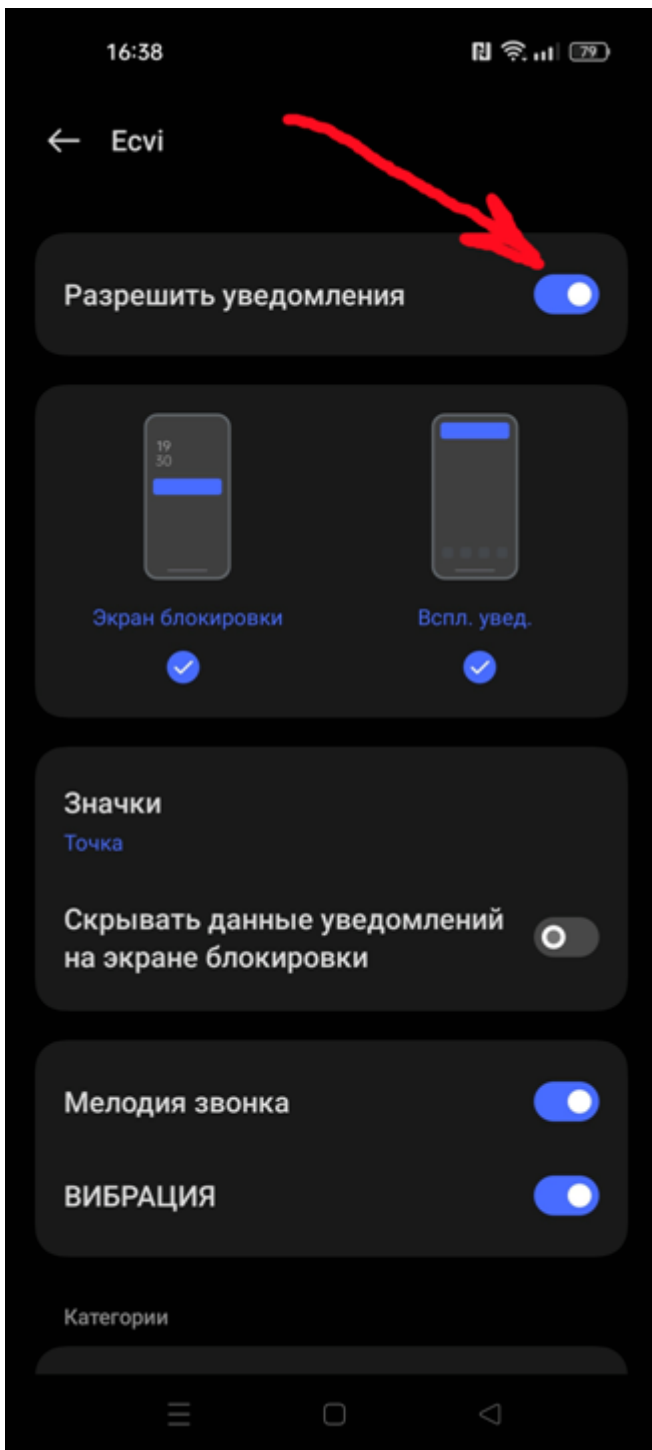 16:38 79
Ecvi
Разрешить уведомления
19
30
Экран блокировки
Вспл. увед.
Значки
Точка
Скрывать данные уведомлений
на экране блокировки
Мелодия звонка
ВИБРАЦИЯ
Категории